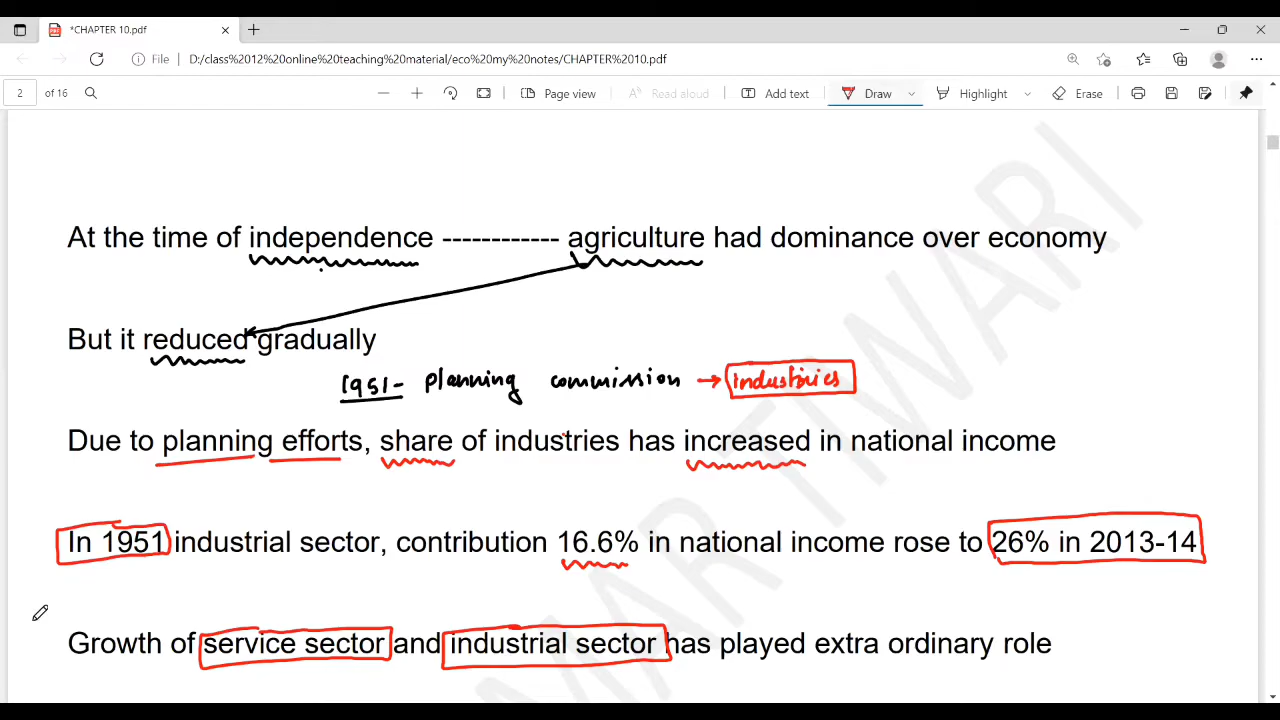 *CHAPTER 10.pdf
File D:/class%2012%20online%20teaching%20material/eco%20my%20notes/CHAPTER%2010.pdf
2 of 16 Page view Read aloud Add text Draw Highlight Erase
At the time of independence ------------ agriculture had dominance over economy
But it reduced gradually
1951- planning commission → industries
Due to planning efforts, share of industries has increased in national income
In 1951 industrial sector, contribution 16.6% in national income rose to 26% in 2013-14
Growth of service sector and industrial sector has played extra ordinary role
MAR TIWARI